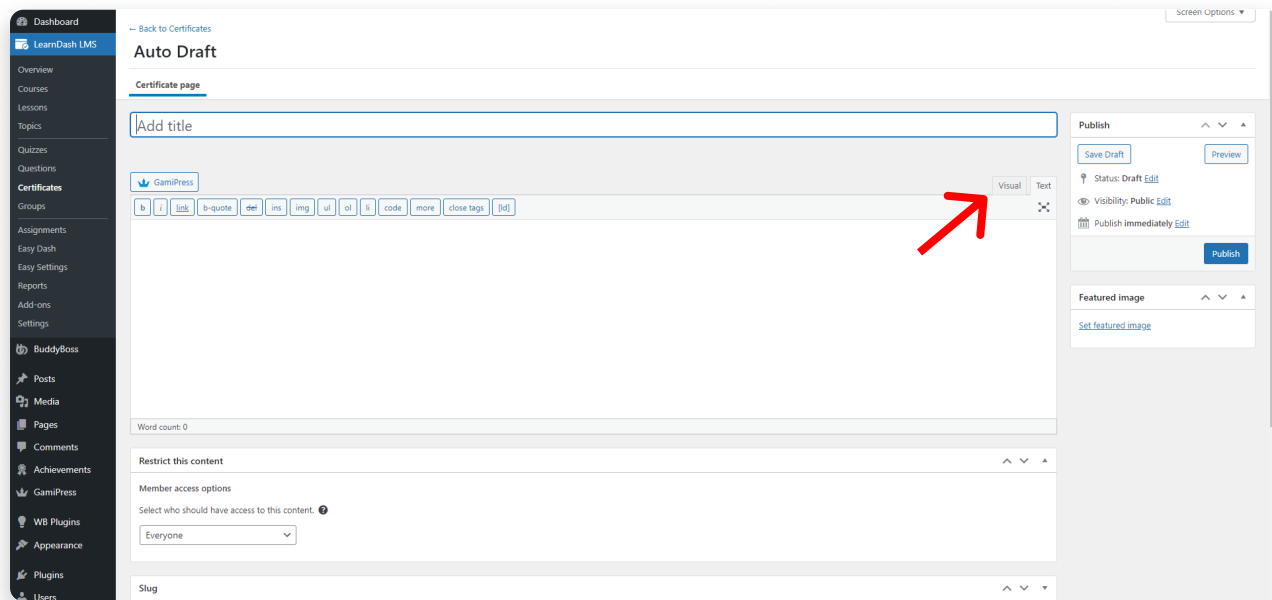 Dashboard
LearnDash LMS
Overview
Courses
Lessons
Topics
Quizzes
Questions
Certificates
Groups
Assignments
Easy Dash
Easy Settings
Reports
Add-ons
Settings
BuddyBoss
Posts
Media
Pages
Comments
Achievements
GamiPress
WB Plugins
Appearance
Plugins
Users
Screen Options ▼
← Back to Certificates
Auto Draft
Certificate page
Add title
GamiPress
Visual Text
b i link b-quote del ins img ul ol li code more close tags [ld]
Word count: 0
Restrict this content
Member access options
Select who should have access to this content.
Everyone
Slug
Publish
Save Draft Preview
Status: Draft Edit
Visibility: Public Edit
Publish immediately Edit
Publish
Featured image
Set featured image